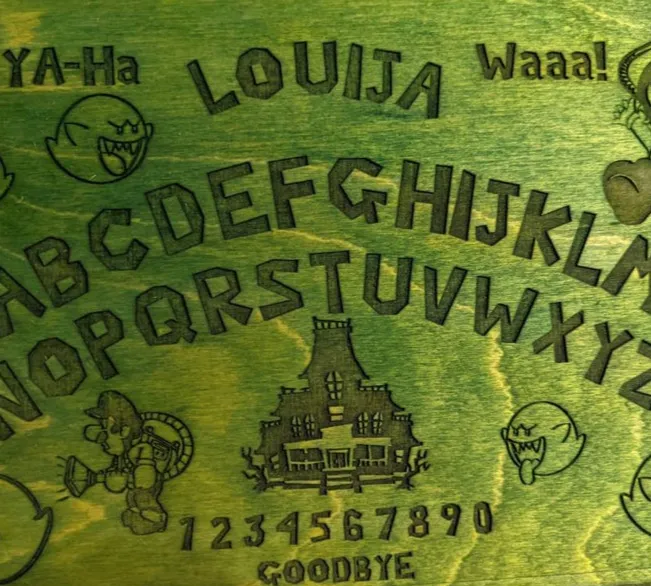 YA-Ha LOUIJA Waaa!
ABCDEFGHIJKLM
NOPQRSTUVWXYZ
1234567890
GOODBYE